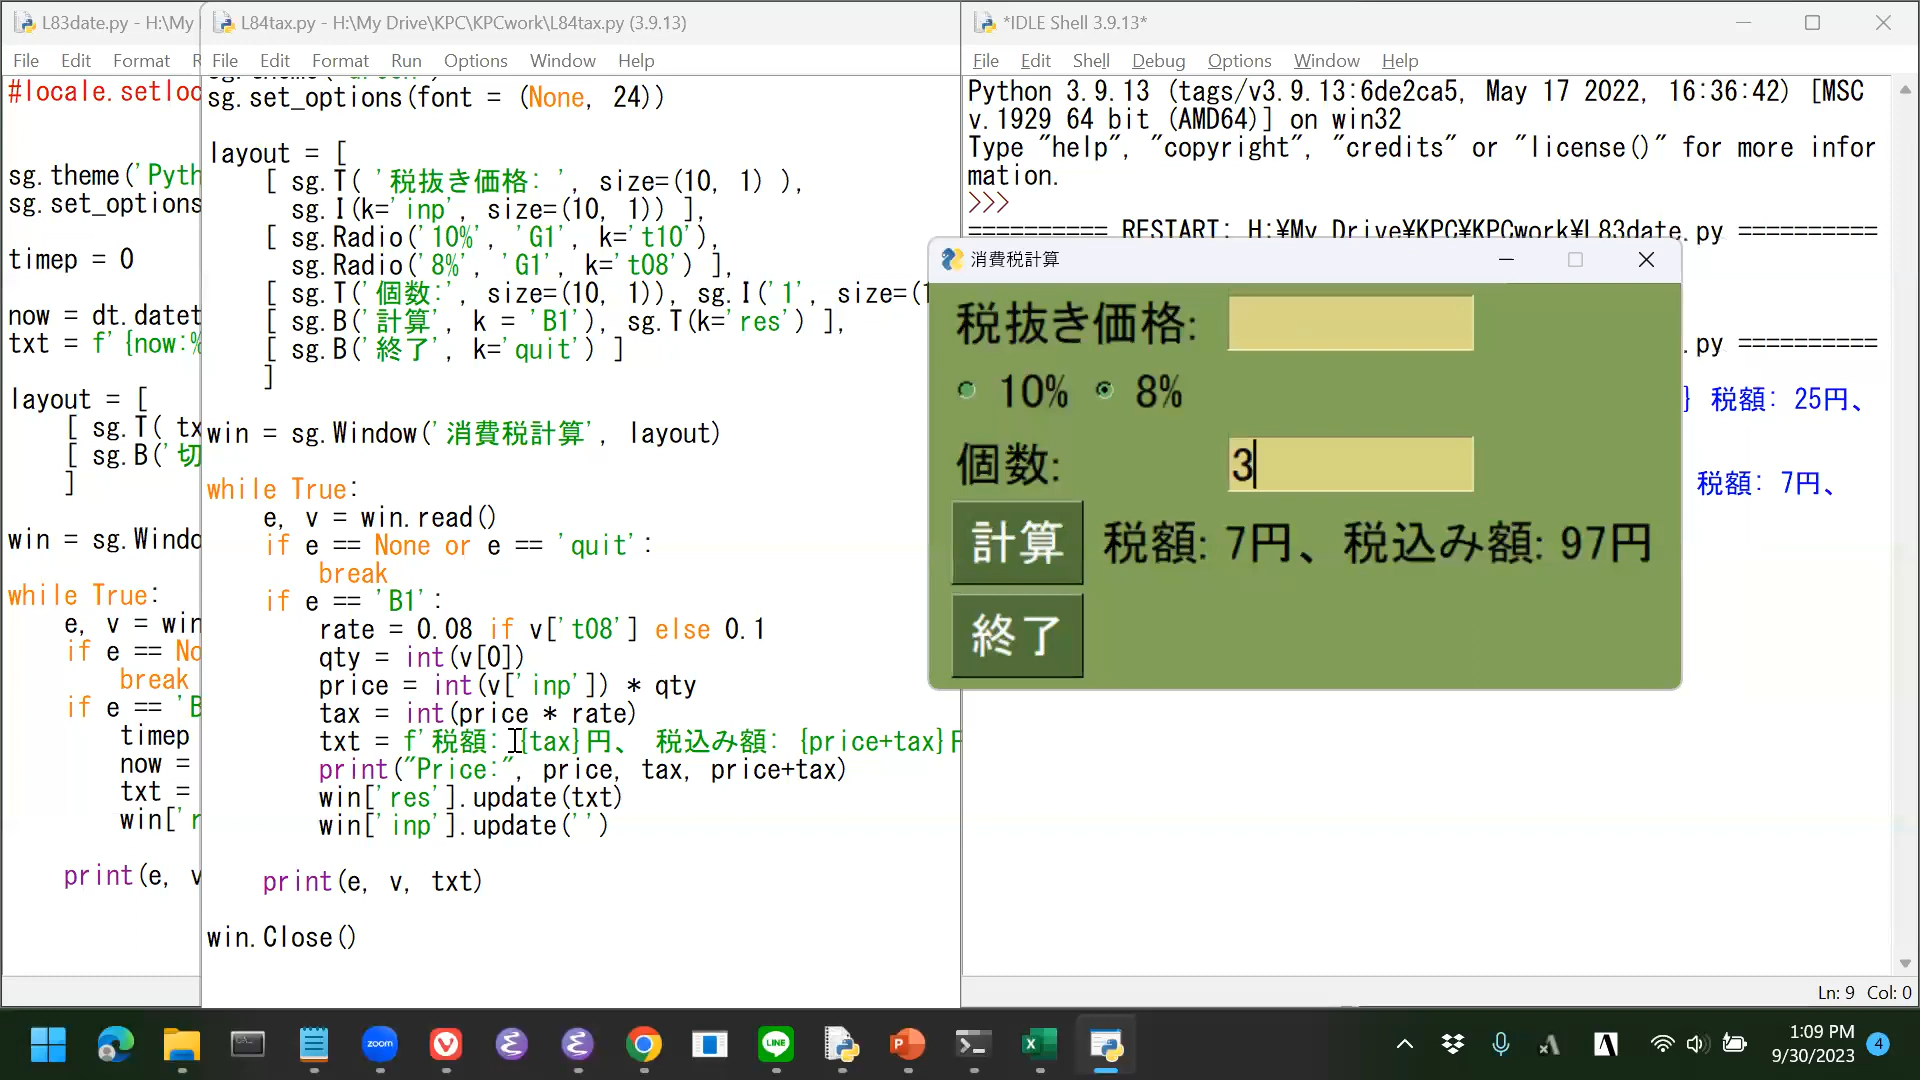 L83date.py - H:\My
File Edit Format R
#locale.setloc
sg.theme('Pyth
sg.set_options
timep = 0
now = dt.datet
txt = f'{now:%
layout = [
[ sg.T( tx
[ sg.B('切
]
win = sg.Windo
while True:
e, v = win
if e == No
break
if e == 'B
timep
now =
txt =
win['r
print(e, v
L84tax.py - H:\My Drive\KPC\KPCwork\L84tax.py (3.9.13)
File Edit Format Run Options Window Help
sg.set_options(font = (None, 24))
layout = [
[ sg.T( '税抜き価格: ', size=(10, 1) ),
sg.I(k='inp', size=(10, 1)) ],
[ sg.Radio('10%', 'G1', k='t10'),
sg.Radio('8%', 'G1', k='t08') ],
[ sg.T('個数:', size=(10, 1)), sg.I('1', size=(1
[ sg.B('計算', k = 'B1'), sg.T(k='res') ],
[ sg.B('終了', k='quit') ]
]
win = sg.Window('消費税計算', layout)
while True:
e, v = win.read()
if e == None or e == 'quit':
break
if e == 'B1':
rate = 0.08 if v['t08'] else 0.1
qty = int(v[0])
price = int(v['inp']) * qty
tax = int(price * rate)
txt = f'税額: {tax}円、 税込み額: {price+tax}円
print("Price:", price, tax, price+tax)
win['res'].update(txt)
win['inp'].update('')
print(e, v, txt)
win.Close()
*IDLE Shell 3.9.13*
File Edit Shell Debug Options Window Help
Python 3.9.13 (tags/v3.9.13:6de2ca5, May 17 2022, 16:36:42) [MSC
v.1929 64 bit (AMD64)] on win32
Type "help", "copyright", "credits" or "license()" for more infor
mation.
>>>
========== RESTART: H:\My Drive\KPC\KPCwork\L83date.py ==========
.py ==========
} 税額: 25円、
税額: 7円、
消費税計算
税抜き価格:
10% 8%
個数: 3
計算 税額: 7円、税込み額: 97円
終了
Ln: 9 Col: 0
zoom
LINE
1:09 PM
9/30/2023
4